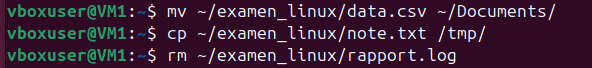 vboxuser@VM1:~$ mv ~/examen_linux/data.csv ~/Documents/
vboxuser@VM1:~$ cp ~/examen_linux/note.txt /tmp/
vboxuser@VM1:~$ rm ~/examen_linux/rapport.log